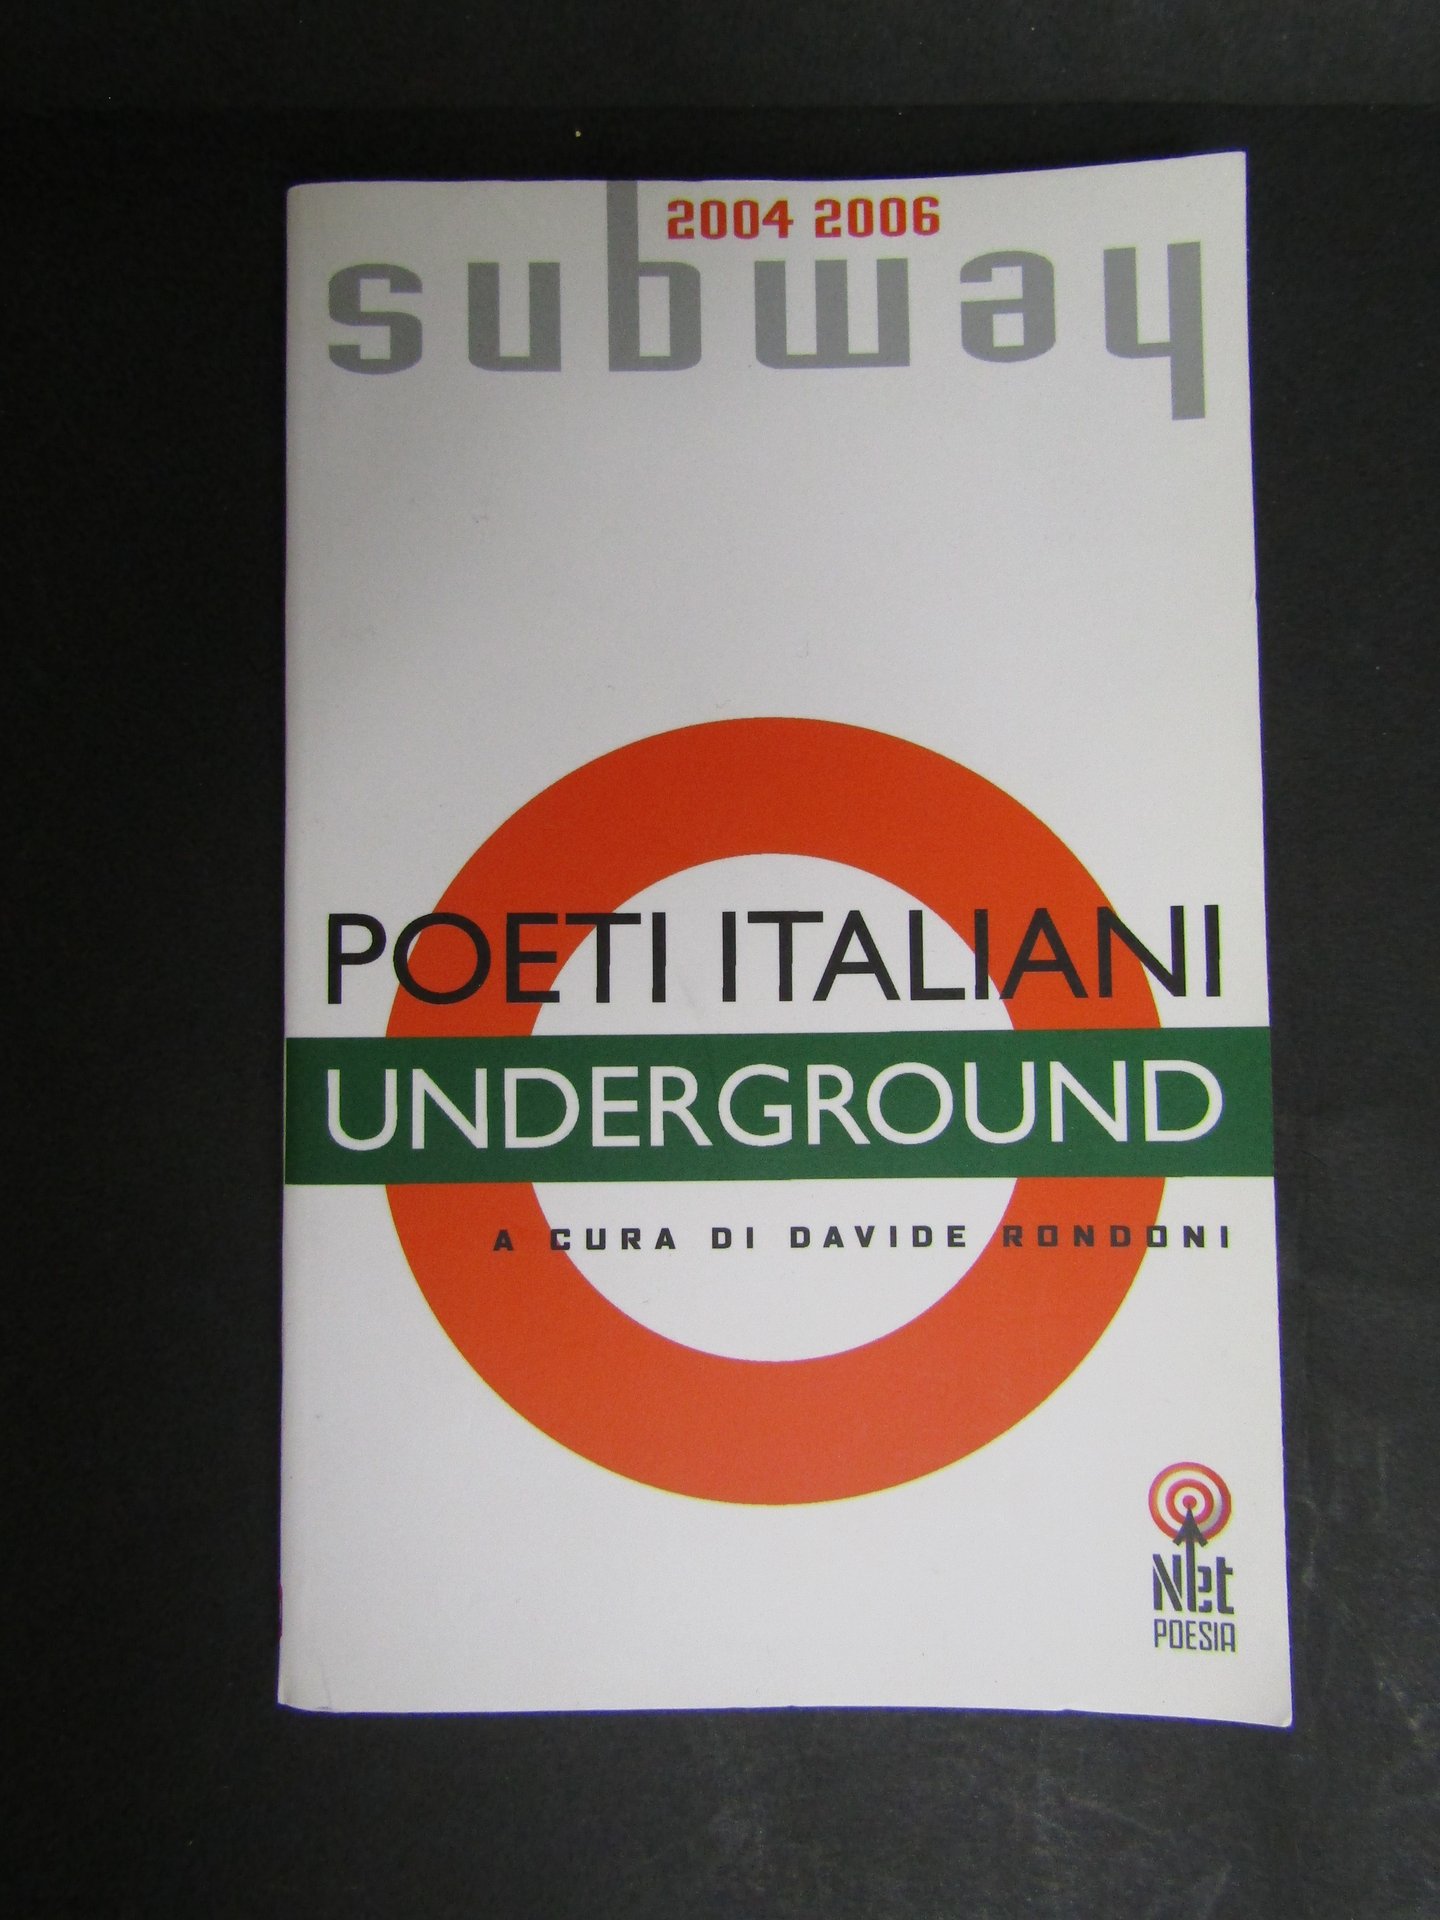 2004 2006
subway
POETI ITALIANI
UNDERGROUND
A CURA DI DAVIDE RONDONI
Net
POESIA